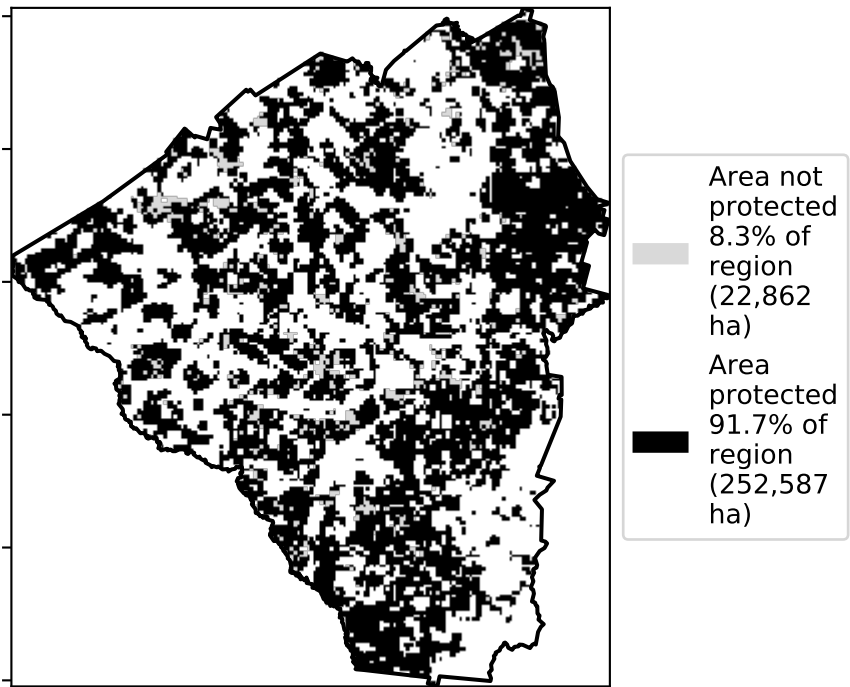 Area not
protected
8.3% of
region
(22,862
ha)
Area
protected
91.7% of
region
(252,587
ha)